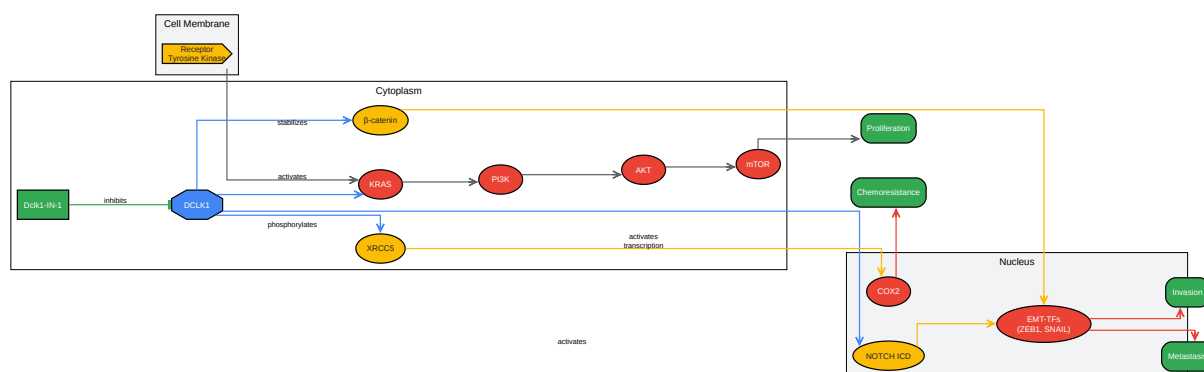 Cell Membrane
Receptor
Tyrosine Kinase
Cytoplasm
stabilizes
β-catenin
Proliferation
mTOR
AKT
activates
KRAS
PI3K
Chemoresistance
Dclk1-IN-1
inhibits
DCLK1
phosphorylates
XRCC5
activates
transcription
Nucleus
COX2
Invasion
EMT-TFs
(ZEB1, SNAIL)
activates
NOTCH ICD
Metastasis